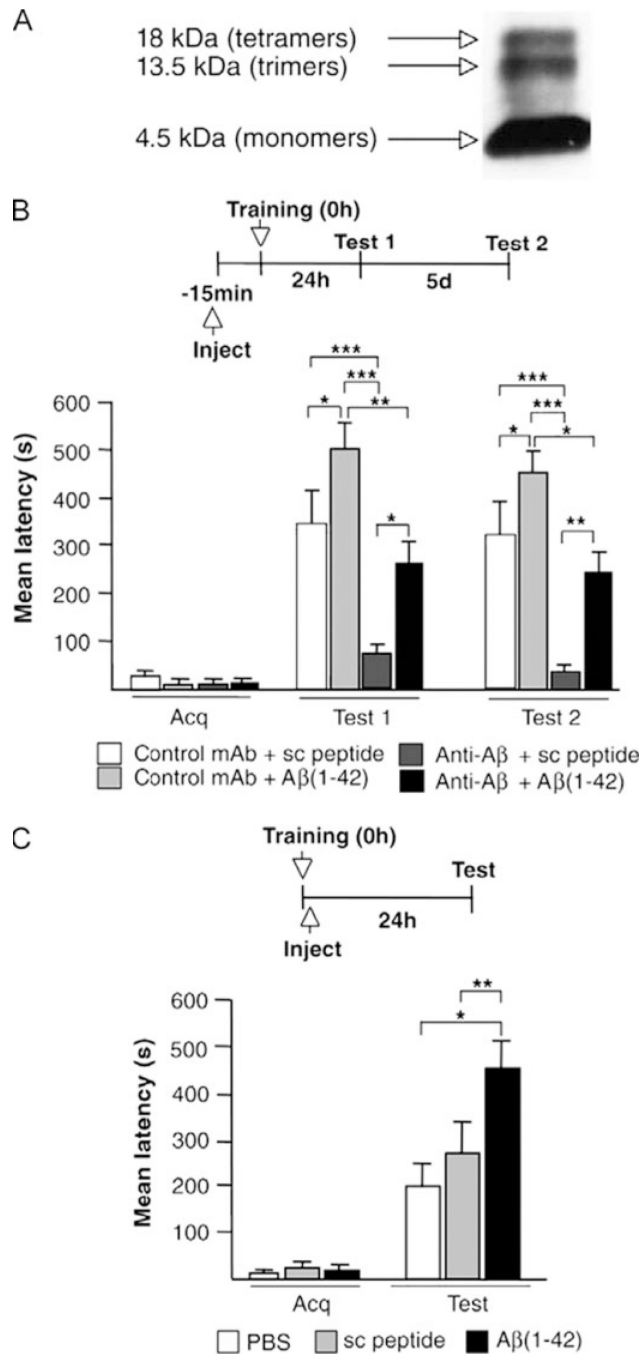 A
18 kDa (tetramers)
13.5 kDa (trimers)
4.5 kDa (monomers)
B
Training (0h)
Test 1
Test 2
-15min
24h
5d
Inject
***
***
*
**
*
***
***
*
*
**
Mean latency (s)
600
500
400
300
200
100
Acq
Test 1
Test 2
Control mAb + sc peptide
Anti-Aβ + sc peptide
Control mAb + Aβ(1-42)
Anti-Aβ + Aβ(1-42)
C
Training (0h)
Test
24h
Inject
**
*
Mean latency (s)
600
500
400
300
200
100
Acq
Test
PBS
sc peptide
Aβ(1-42)